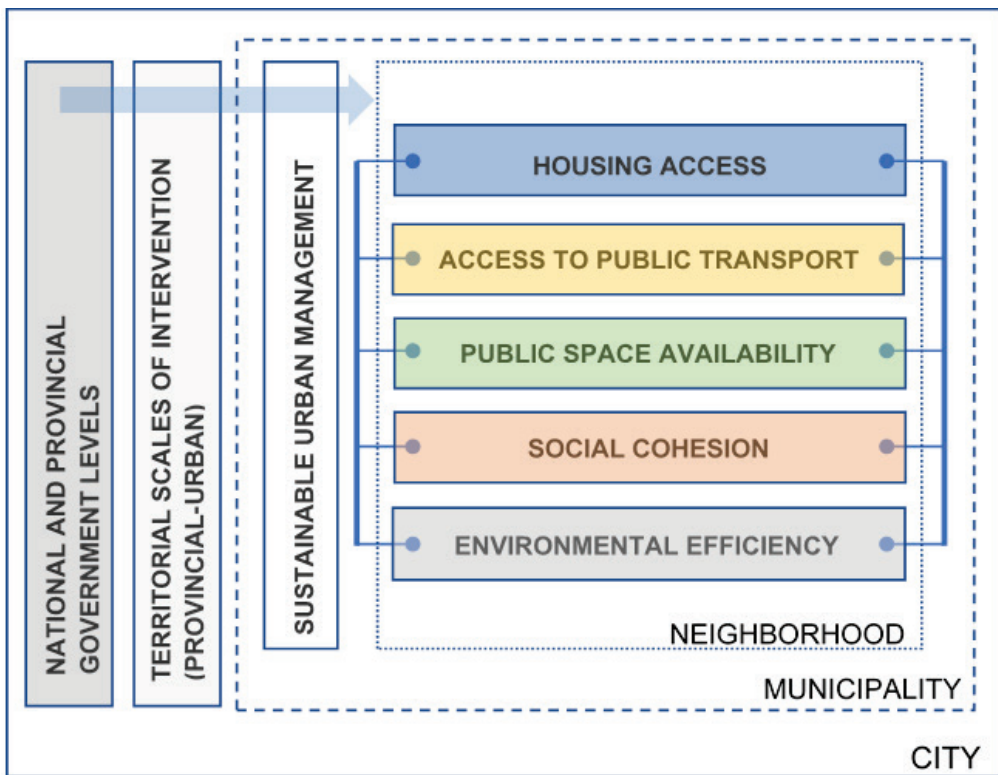 NATIONAL AND PROVINCIAL
GOVERNMENT LEVELS
TERRITORIAL SCALES OF INTERVENTION
(PROVINCIAL-URBAN)
SUSTAINABLE URBAN MANAGEMENT
HOUSING ACCESS
ACCESS TO PUBLIC TRANSPORT
PUBLIC SPACE AVAILABILITY
SOCIAL COHESION
ENVIRONMENTAL EFFICIENCY
NEIGHBORHOOD
MUNICIPALITY
CITY